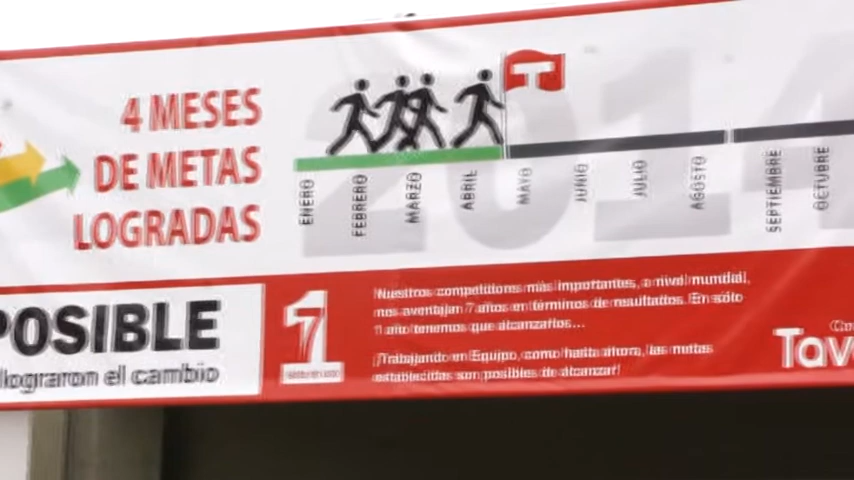 2014
4 MESES
DE METAS
LOGRADAS
ENERO
FEBRERO
MARZO
ABRIL
MAYO
JUNIO
JULIO
AGOSTO
SEPTIEMBRE
OCTUBRE
POSIBLE
lograron el cambio
Nuestros competidores más importantes, a nivel mundial,
nos aventajan 7 años en términos de resultados. En sólo
1 año tenemos que alcanzarlos...
¡Trabajando en Equipo, como hasta ahora, las metas
establecidas son posibles de alcanzar!
Tav